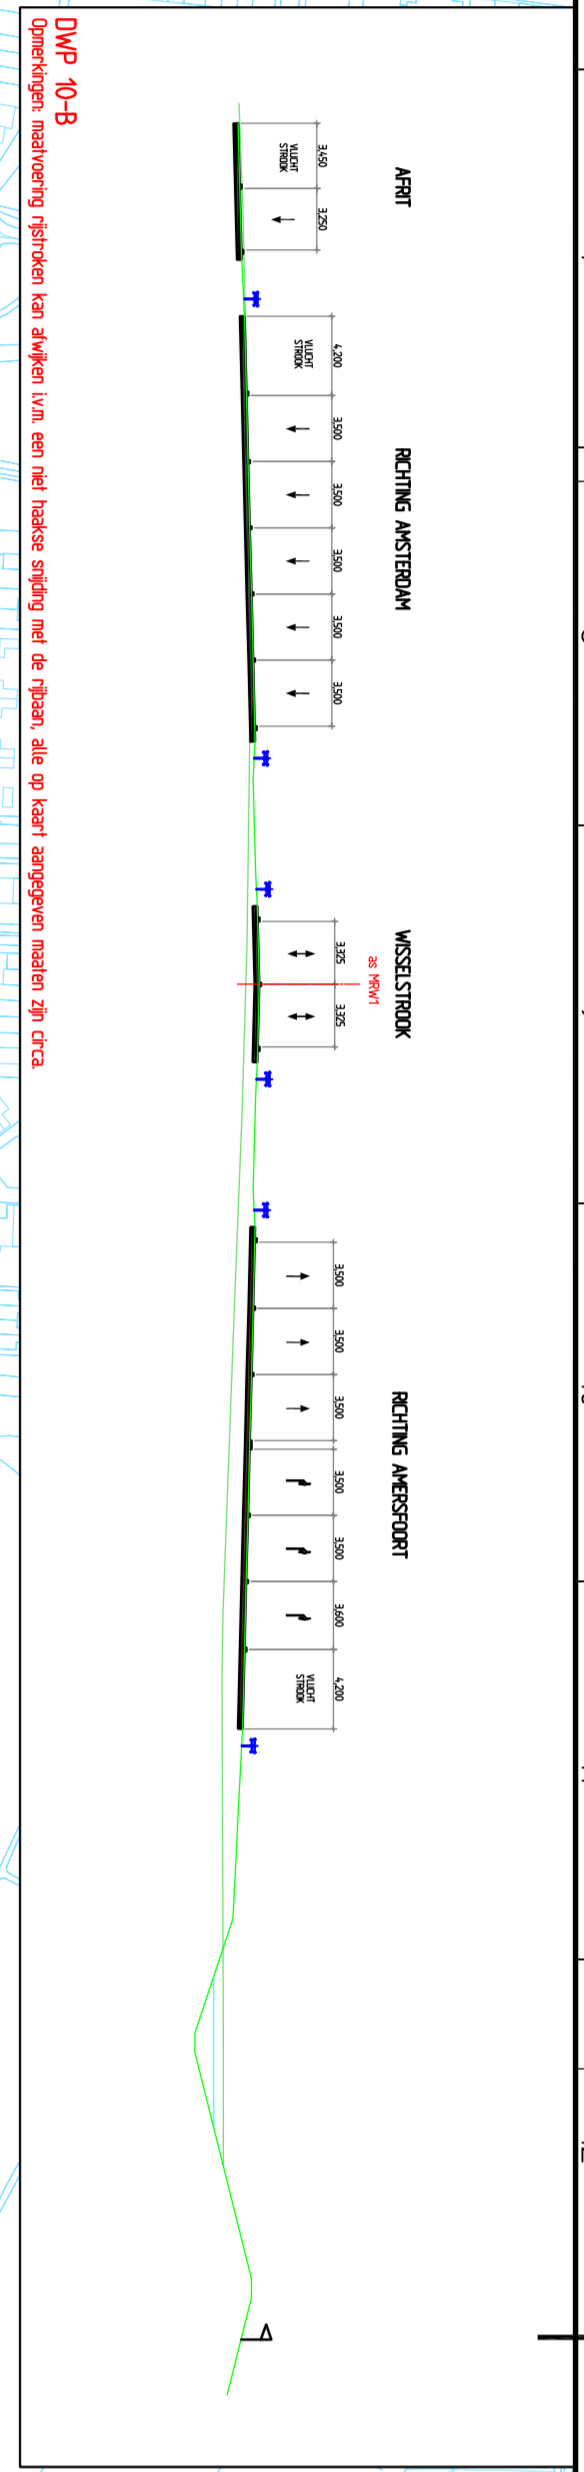 AFRIT
RICHTING AMSTERDAM
WISSELSTROOK
RICHTING AMERSFOORT
as MRW1
3,450
3,250
4,200
3,500
3,500
3,500
3,500
3,500
3,325
3,325
3,500
3,500
3,500
3,500
3,500
3,600
4,200
VLUCHT
STROOK
VLUCHT
STROOK
VLUCHT
STROOK
DWP 10-B
Opmerkingen: maatvoering rijstroken kan afwijken i.v.m. een niet haakse snijding met de rijbaan, alle op kaart aangegeven maaten zijn circa.